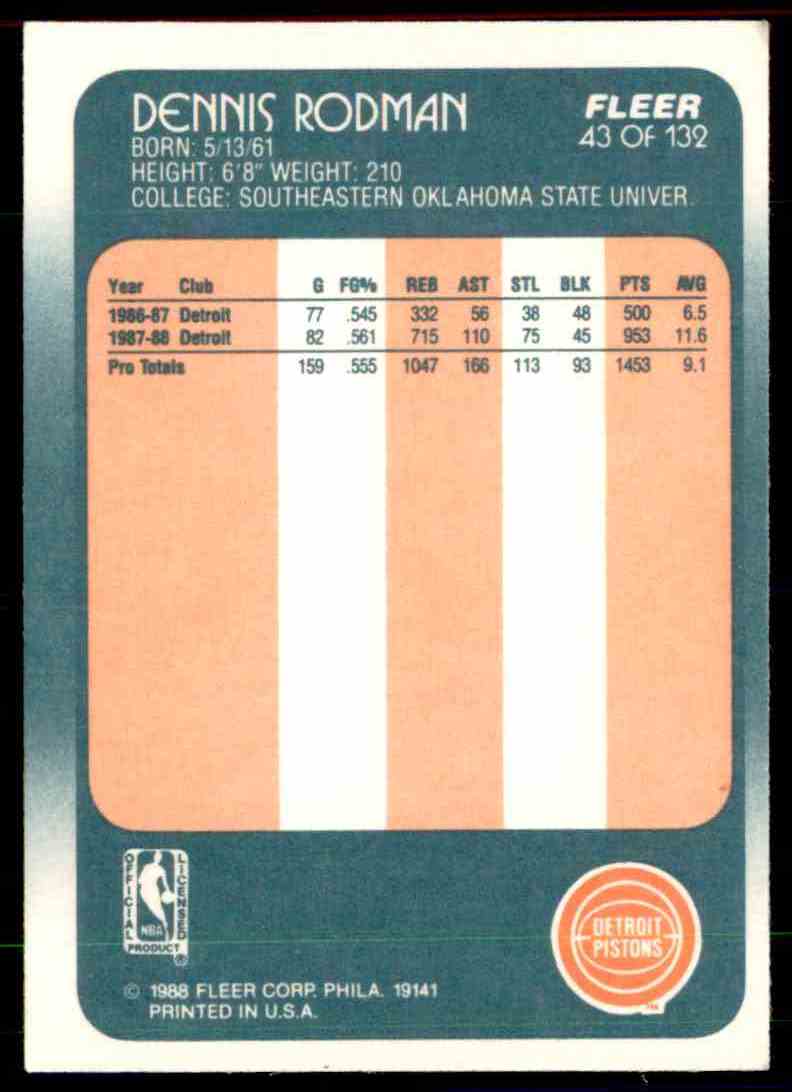 DENNIS RODMAN
FLEER
43 OF 132
BORN: 5/13/61
HEIGHT: 6'8" WEIGHT: 210
COLLEGE: SOUTHEASTERN OKLAHOMA STATE UNIVER.
Year Club G FG% REB AST STL BLK PTS AVG
1986-87 Detroit 77 .545 332 56 38 48 500 6.5
1987-88 Detroit 82 .561 715 110 75 45 953 11.6
Pro Totals 159 .555 1047 166 113 93 1453 9.1
OFFICIAL
LICENSED
NBA
PRODUCT
®
DETROIT
PISTONS
TM
© 1988 FLEER CORP. PHILA. 19141
PRINTED IN U.S.A.